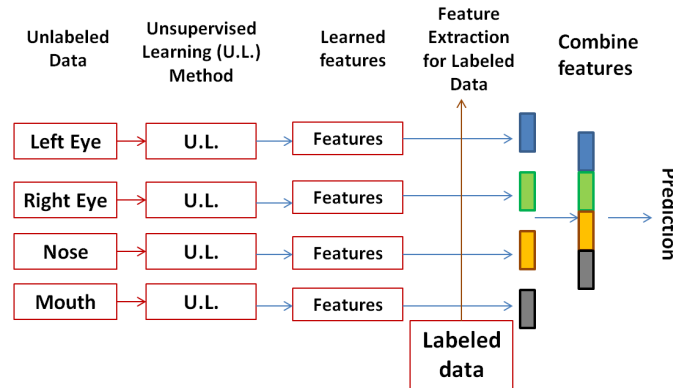 Unlabeled
Data
Unsupervised
Learning (U.L.)
Method
Learned
features
Feature
Extraction
for Labeled
Data
Combine
features
Left Eye
U.L.
Features
Right Eye
U.L.
Features
Nose
U.L.
Features
Mouth
U.L.
Features
Labeled
data
Prediction